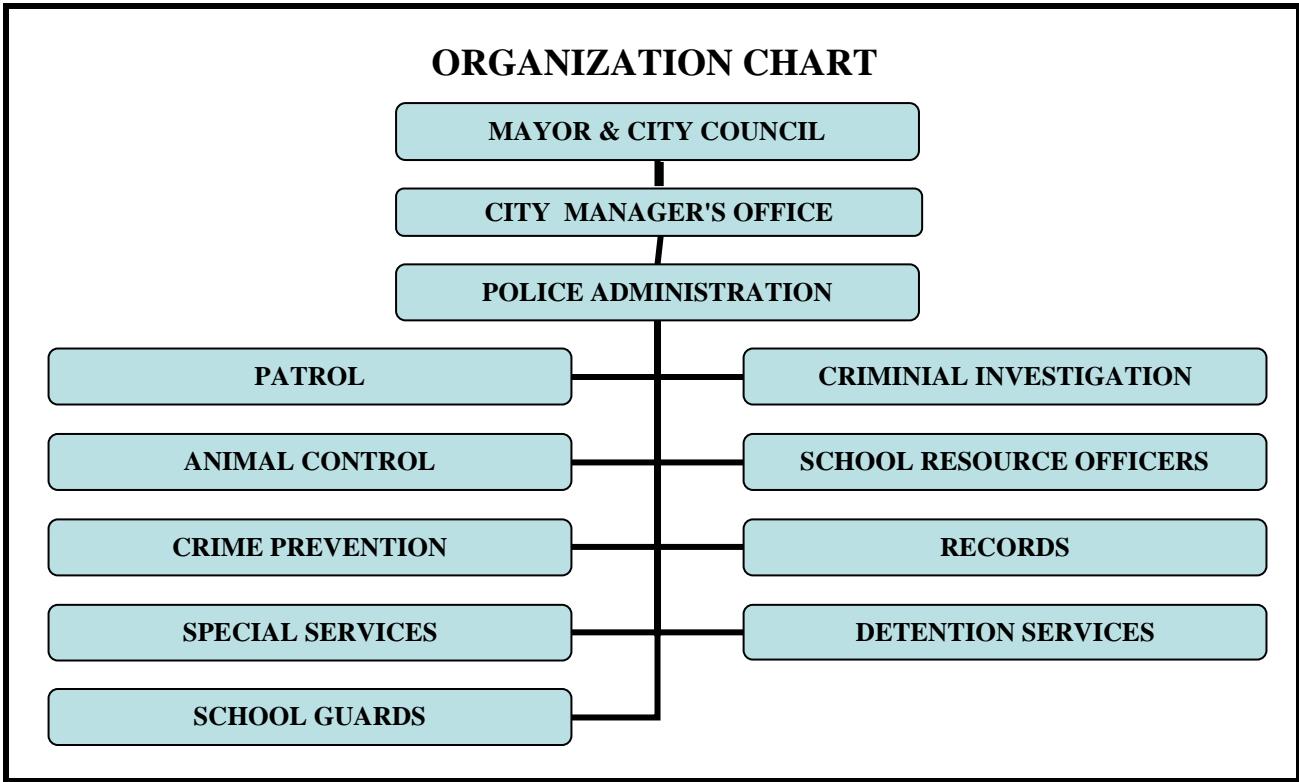 ORGANIZATION CHART
MAYOR & CITY COUNCIL
CITY  MANAGER'S OFFICE
POLICE ADMINISTRATION
PATROL
CRIMINIAL INVESTIGATION
ANIMAL CONTROL
SCHOOL RESOURCE OFFICERS
CRIME PREVENTION
RECORDS
SPECIAL SERVICES
DETENTION SERVICES
SCHOOL GUARDS